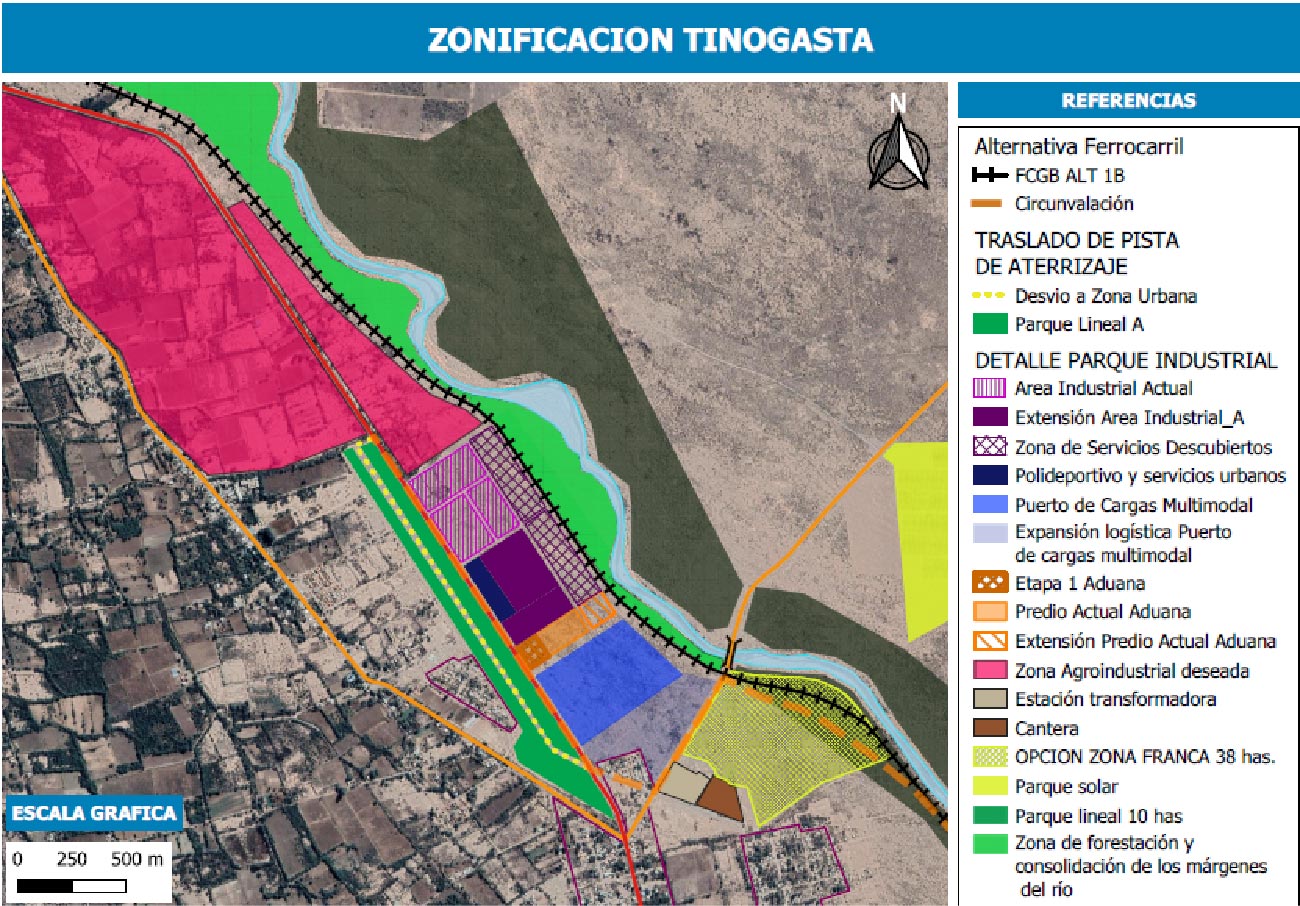 ZONIFICACION TINOGASTA
N
REFERENCIAS
Alternativa Ferrocarril
FCGB ALT 1B
Circunvalación
TRASLADO DE PISTA
DE ATERRIZAJE
Desvio a Zona Urbana
Parque Lineal A
DETALLE PARQUE INDUSTRIAL
Area Industrial Actual
Extensión Area Industrial_A
Zona de Servicios Descubiertos
Polideportivo y servicios urbanos
Puerto de Cargas Multimodal
Expansión logística Puerto
de cargas multimodal
Etapa 1 Aduana
Predio Actual Aduana
Extensión Predio Actual Aduana
Zona Agroindustrial deseada
Estación transformadora
Cantera
OPCION ZONA FRANCA 38 has.
Parque solar
Parque lineal 10 has
Zona de forestación y
consolidación de los márgenes
del río
ESCALA GRAFICA
0 250 500 m